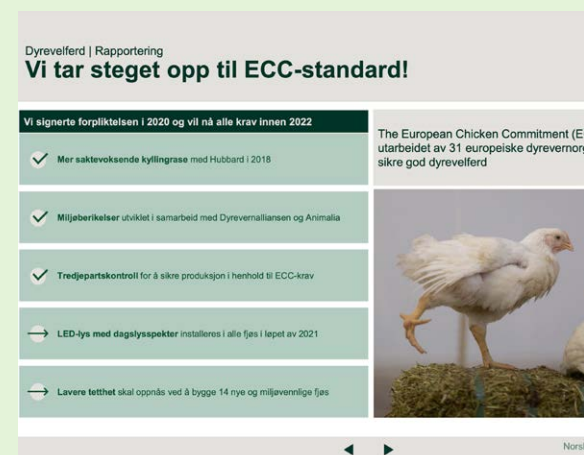 Dyrevelferd | Rapportering
Vi tar steget opp til ECC-standard!
Vi signerte forpliktelsen i 2020 og vil nå alle krav innen 2022
Mer saktevoksende kyllingrase med Hubbard i 2018
Miljøberikelser utviklet i samarbeid med Dyrevernalliansen og Animalia
Tredjepartskontroll for å sikre produksjon i henhold til ECC-krav
LED-lys med dagslysspekter installeres i alle fjøs i løpet av 2021
Lavere tetthet skal oppnås ved å bygge 14 nye og miljøvennlige fjøs
The European Chicken Commitment (E
utarbeidet av 31 europeiske dyrevernorg
sikre god dyrevelferd
Norsk